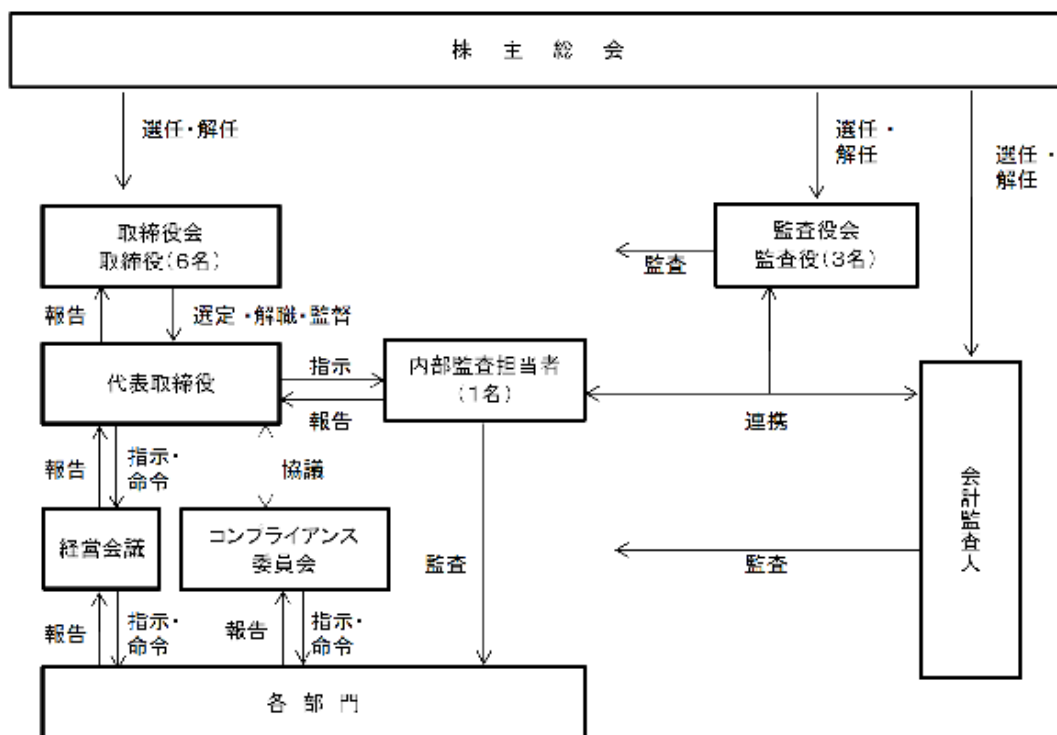 株主総会
選任・解任
選任・
解任
選任・
解任
取締役会
取締役(6名)
監査役会
監査役(3名)
監査
報告
選定・解職・監督
代表取締役
指示
報告
内部監査担当者
(1名)
連携
報告
指示・
命令
協議
会計監査人
経営会議
コンプライアンス
委員会
監査
監査
報告
指示・
命令
報告
指示・
命令
各部門